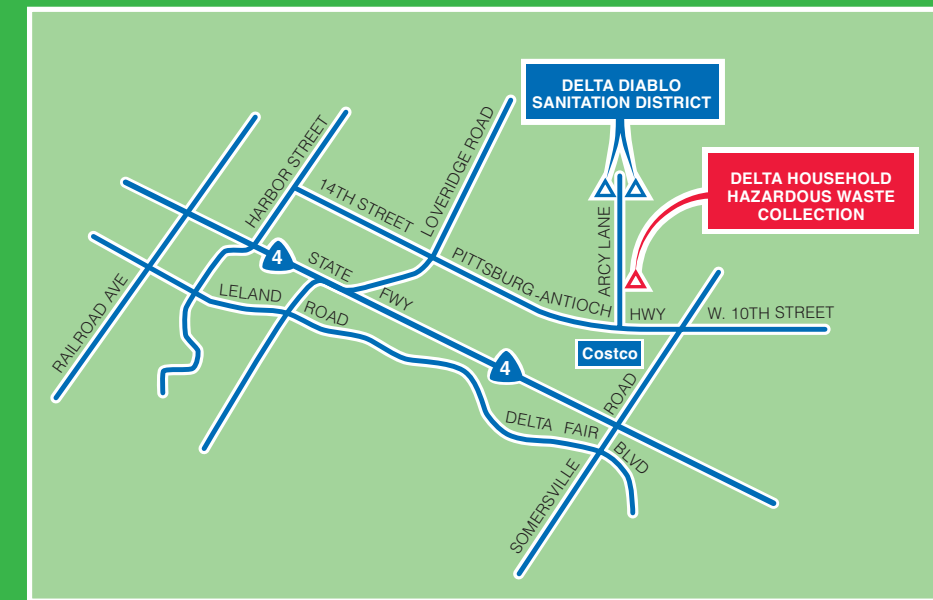 DELTA DIABLO
SANITATION DISTRICT
DELTA HOUSEHOLD
HAZARDOUS WASTE
COLLECTION
HARBOR STREET
LOVERIDGE ROAD
14TH STREET
ARCY LANE
4
STATE FWY
PITTSBURG-ANTIOCH HWY
W. 10TH STREET
RAILROAD AVE
LELAND ROAD
Costco
4
DELTA FAIR BLVD
SOMERSVILLE ROAD